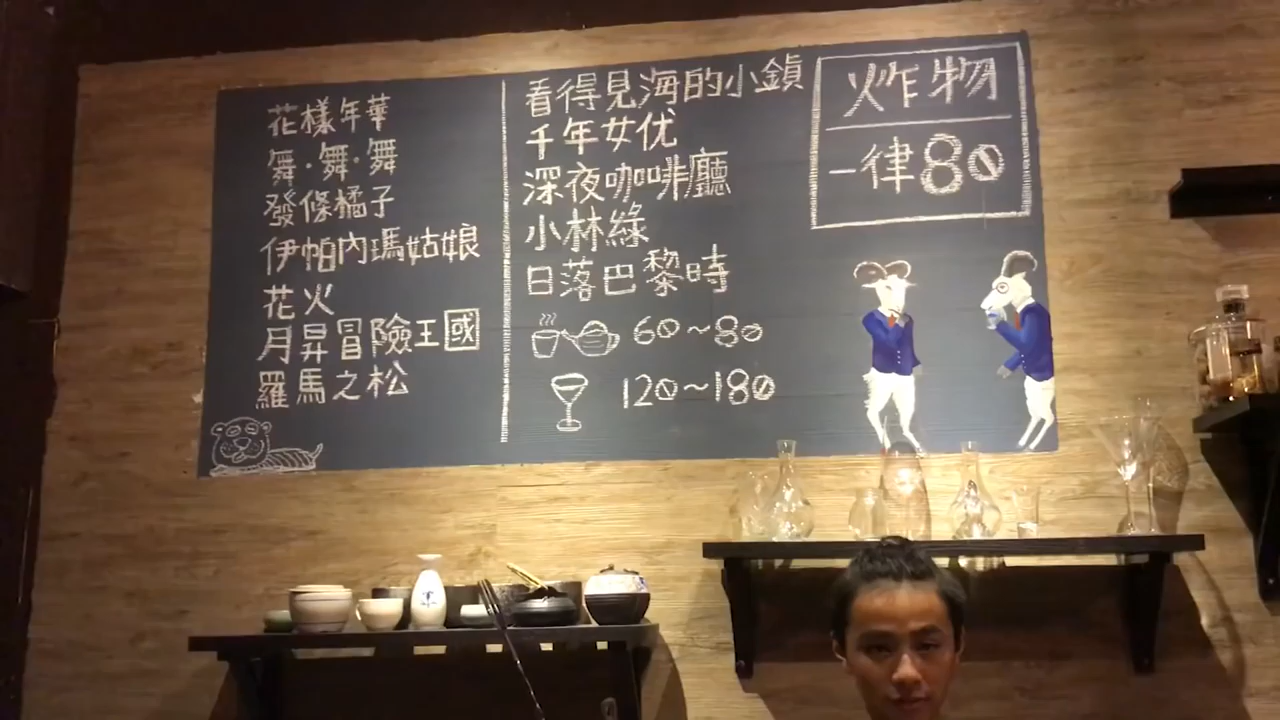 花樣年華
舞·舞·舞
發條橘子
伊帕內瑪姑娘
花火
月昇冒險王國
羅馬之松
看得見海的小鎮
千年女优
深夜咖啡廳
小林綠
日落巴黎時
60~80
120~180
炸物
一律80